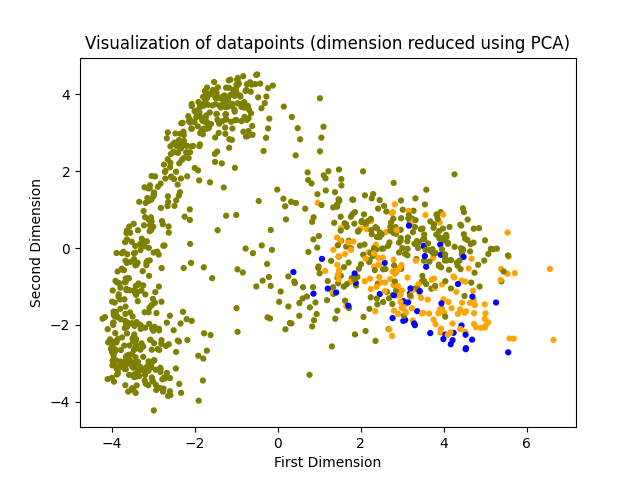 Visualization of datapoints (dimension reduced using PCA)
4
2
0
−2
−4
Second Dimension
−4 −2 0 2 4 6
First Dimension